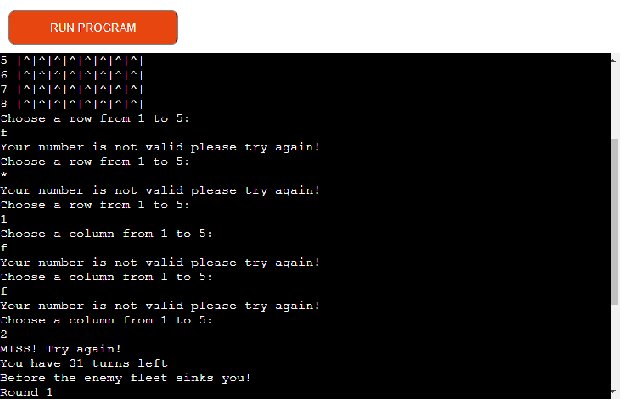 RUN PROGRAM
5 |^|^|^|^|^|^|^|^|
6 |^|^|^|^|^|^|^|^|
7 |^|^|^|^|^|^|^|^|
8 |^|^|^|^|^|^|^|^|
Choose a row from 1 to 5:
f
Your number is not valid please try again!
Choose a row from 1 to 5:
*
Your number is not valid please try again!
Choose a row from 1 to 5:
1
Choose a column from 1 to 5:
f
Your number is not valid please try again!
Choose a column from 1 to 5:
f
Your number is not valid please try again!
Choose a column from 1 to 5:
2
MISS! Try again!
You have 31 turns left
Before the enemy fleet sinks you!
Round 1